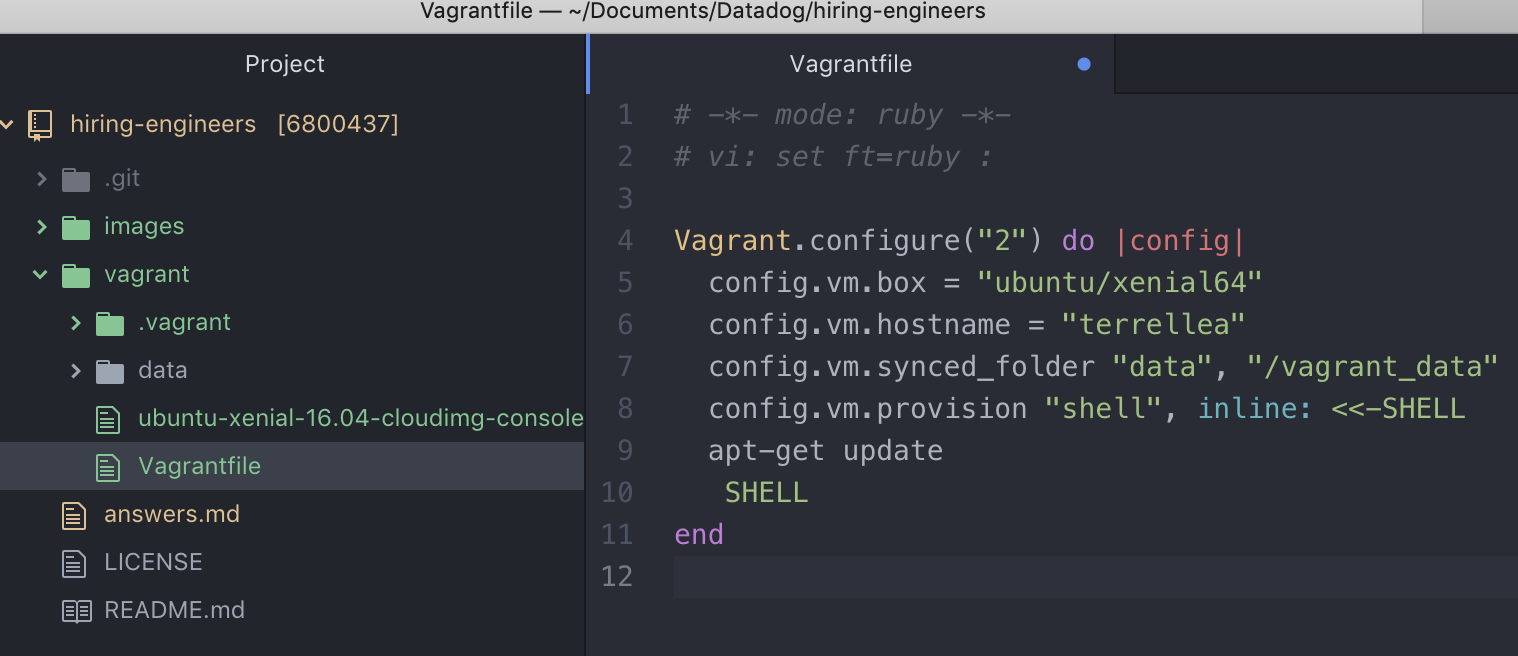 Vagrantfile — ~/Documents/Datadog/hiring-engineers
Project
hiring-engineers [6800437]
.git
images
vagrant
.vagrant
data
ubuntu-xenial-16.04-cloudimg-console
Vagrantfile
answers.md
LICENSE
README.md
Vagrantfile
1 # -*- mode: ruby -*-
2 # vi: set ft=ruby :
3
4 Vagrant.configure("2") do |config|
5   config.vm.box = "ubuntu/xenial64"
6   config.vm.hostname = "terrellea"
7   config.vm.synced_folder "data", "/vagrant_data"
8   config.vm.provision "shell", inline: <<-SHELL
9   apt-get update
10    SHELL
11 end
12